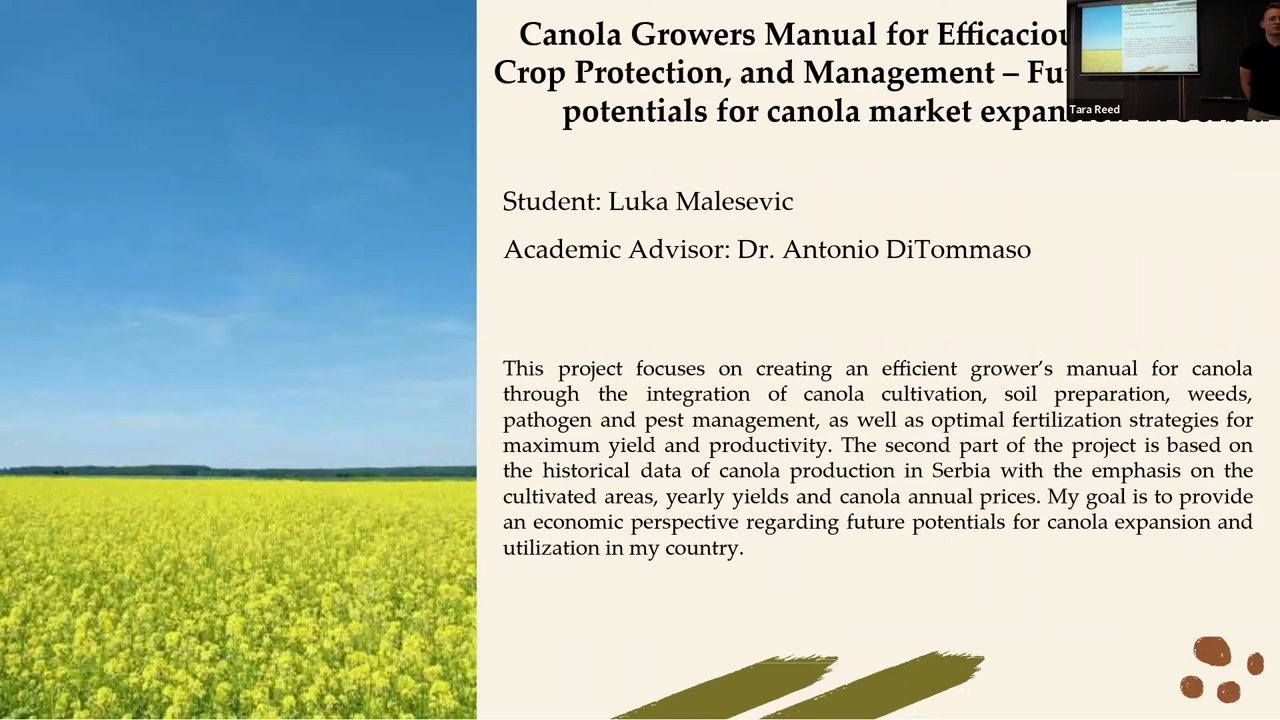 Canola Growers Manual for Efficaciou
Crop Protection, and Management – Fu
potentials for canola market expansion in Serbia
Tara Reed
Student: Luka Malesevic
Academic Advisor: Dr. Antonio DiTommaso
This project focuses on creating an efficient grower’s manual for canola
through the integration of canola cultivation, soil preparation, weeds,
pathogen and pest management, as well as optimal fertilization strategies for
maximum yield and productivity. The second part of the project is based on
the historical data of canola production in Serbia with the emphasis on the
cultivated areas, yearly yields and canola annual prices. My goal is to provide
an economic perspective regarding future potentials for canola expansion and
utilization in my country.